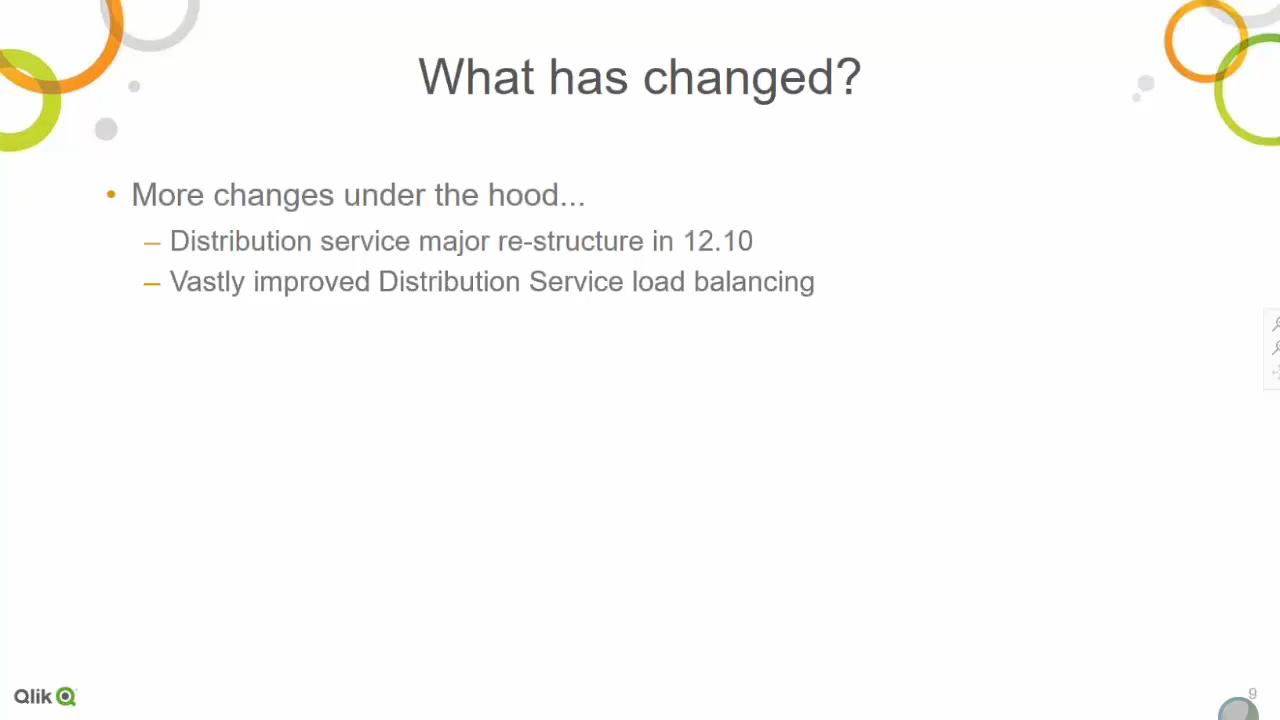 What has changed?
• More changes under the hood...
– Distribution service major re-structure in 12.10
– Vastly improved Distribution Service load balancing
Qlik
9